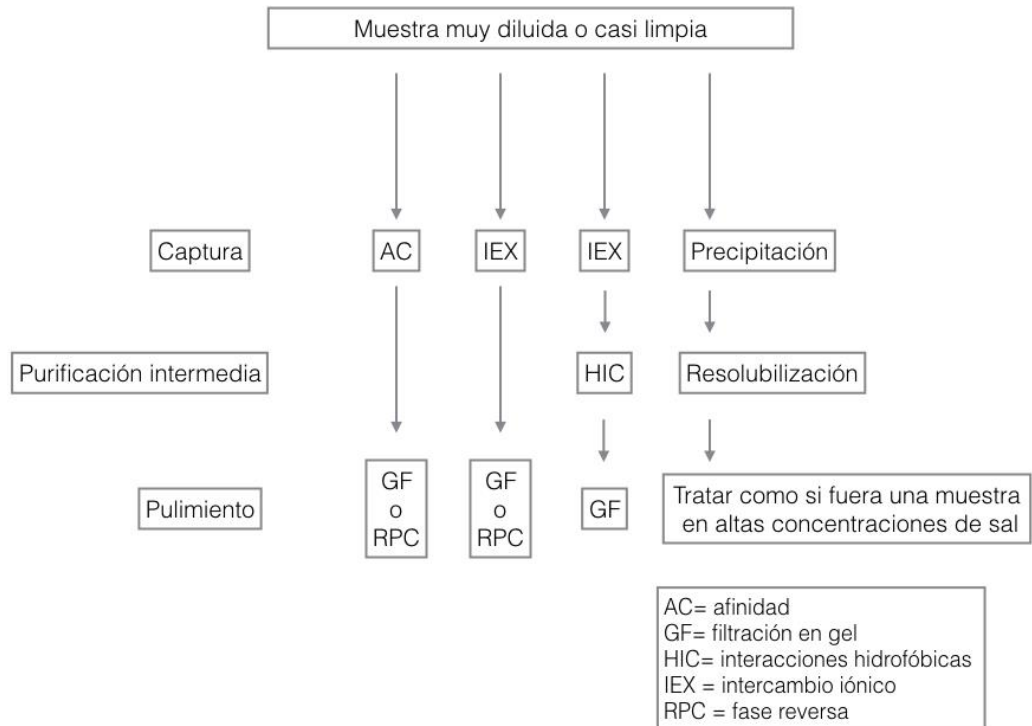 Muestra muy diluida o casi limpia
Captura
AC
IEX
IEX
Precipitación
Purificación intermedia
HIC
Resolubilización
Pulimiento
GF
o
RPC
GF
o
RPC
GF
Tratar como si fuera una muestra
en altas concentraciones de sal
AC= afinidad
GF= filtración en gel
HIC= interacciones hidrofóbicas
IEX = intercambio iónico
RPC = fase reversa